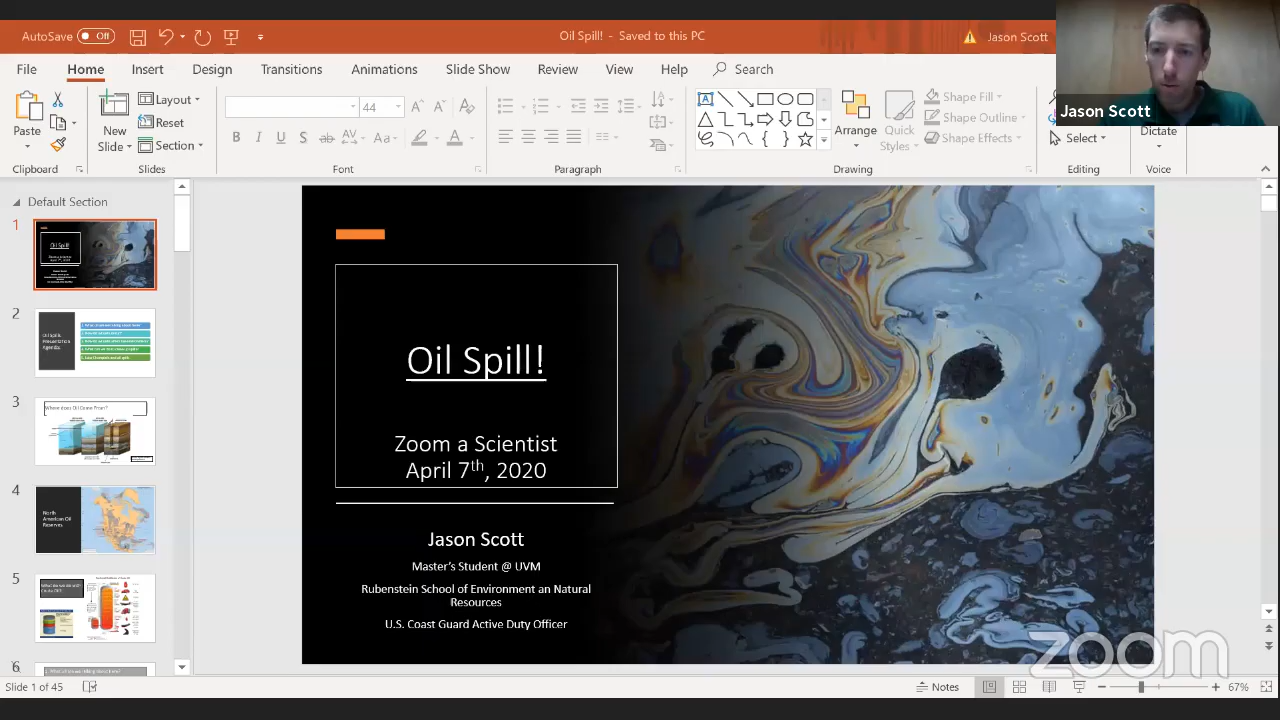 AutoSave Off
Oil Spill! - Saved to this PC
Jason Scott
File Home Insert Design Transitions Animations Slide Show Review View Help Search
Jason Scott
Paste
New Slide
Layout
Reset
Section
44
B I U S ab AV Aa A
Arrange
Quick Styles
Shape Fill
Shape Outline
Shape Effects
Select
Dictate
Clipboard Slides Font Paragraph Drawing Editing Voice
Default Section
1
2
3
Where does Oil Come From?
4
North American Oil Reserves
5
6
Oil Spill!
Zoom a Scientist
April 7th, 2020
Jason Scott
Master's Student @ UVM
Rubenstein School of Environment an Natural
Resources
U.S. Coast Guard Active Duty Officer
zoom
Slide 1 of 45
Notes
67%